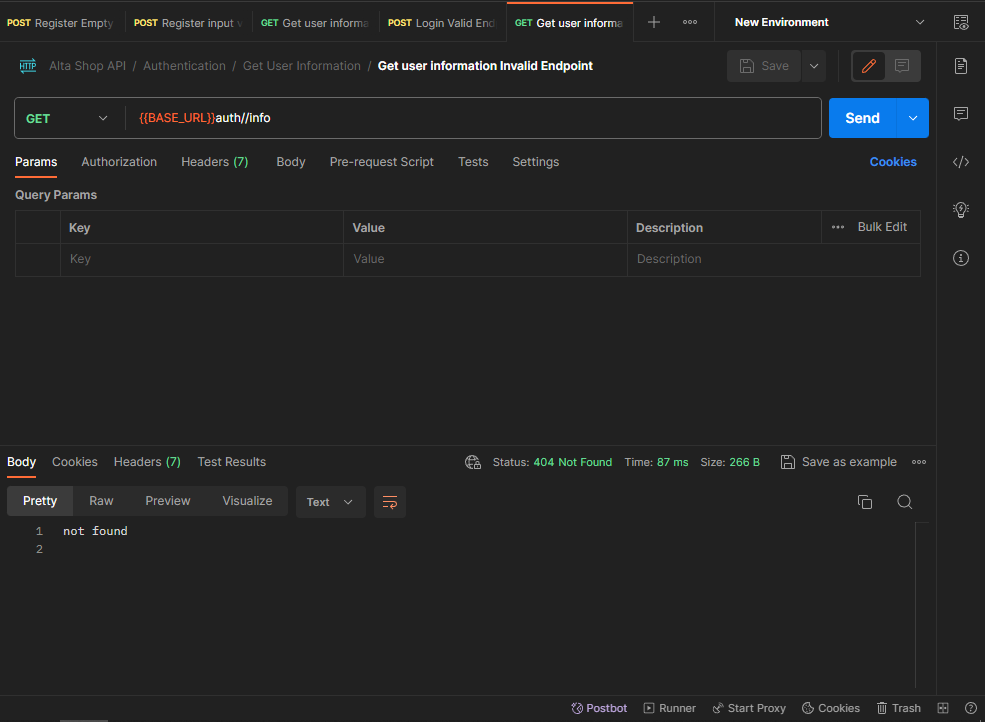 POST Register Empty POST Register input GET Get user informa POST Login Valid End GET Get user informa New Environment
HTTP Alta Shop API / Authentication / Get User Information / Get user information Invalid Endpoint Save
GET {{BASE_URL}}auth//info Send
Params Authorization Headers (7) Body Pre-request Script Tests Settings Cookies
Query Params
Key Value Description Bulk Edit
Key Value Description
Body Cookies Headers (7) Test Results Status: 404 Not Found Time: 87 ms Size: 266 B Save as example
Pretty Raw Preview Visualize Text
1 not found
2
Postbot Runner Start Proxy Cookies Trash